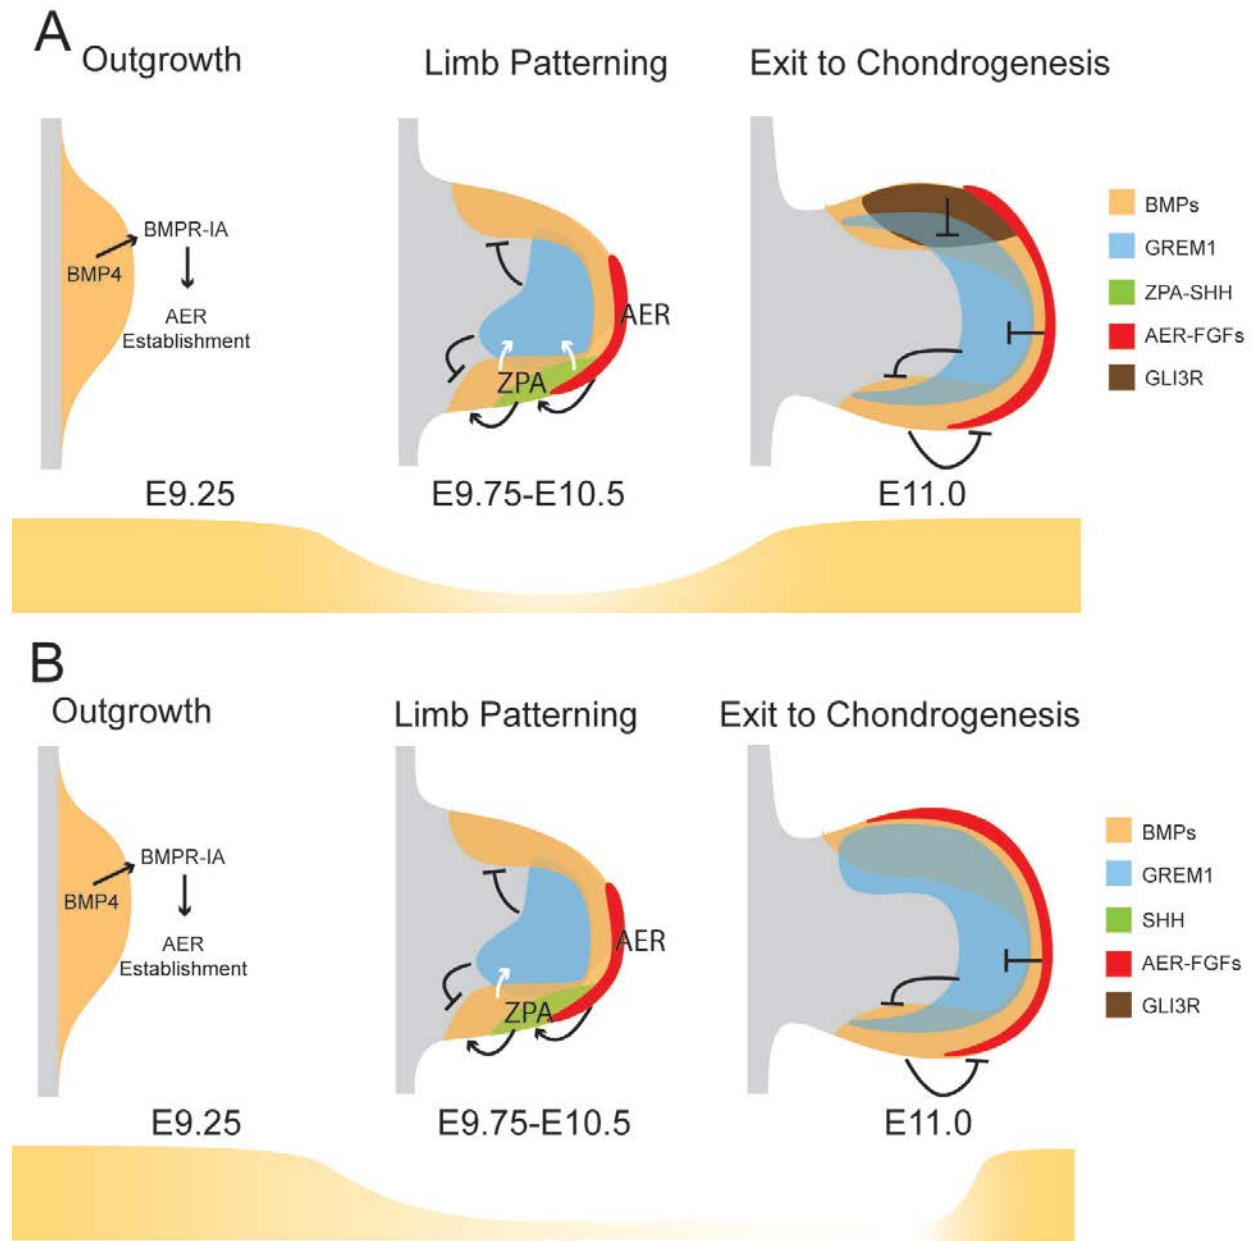 A
Outgrowth
Limb Patterning
Exit to Chondrogenesis
BMPR-IA
BMP4
AER
Establishment
AER
ZPA
BMPs
GREM1
ZPA-SHH
AER-FGFs
GLI3R
E9.25
E9.75-E10.5
E11.0
B
Outgrowth
Limb Patterning
Exit to Chondrogenesis
BMPR-IA
BMP4
AER
Establishment
AER
ZPA
BMPs
GREM1
SHH
AER-FGFs
GLI3R
E9.25
E9.75-E10.5
E11.0